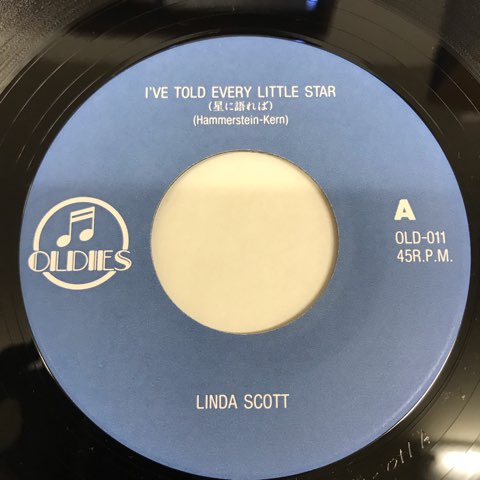 I'VE TOLD EVERY LITTLE STAR
(星に語れば)
(Hammerstein-Kern)
OLDIES
A
OLD-011
45R.P.M.
LINDA SCOTT